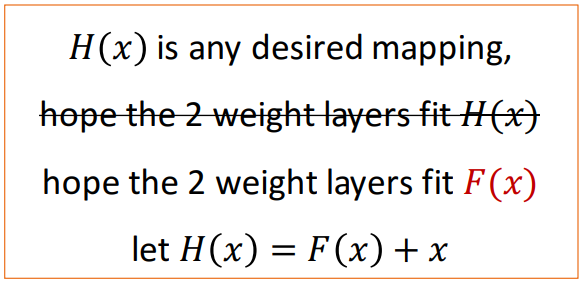 H(x) is any desired mapping,
hope the 2 weight layers fit H(x)
hope the 2 weight layers fit F(x)
let H(x) = F(x) + x